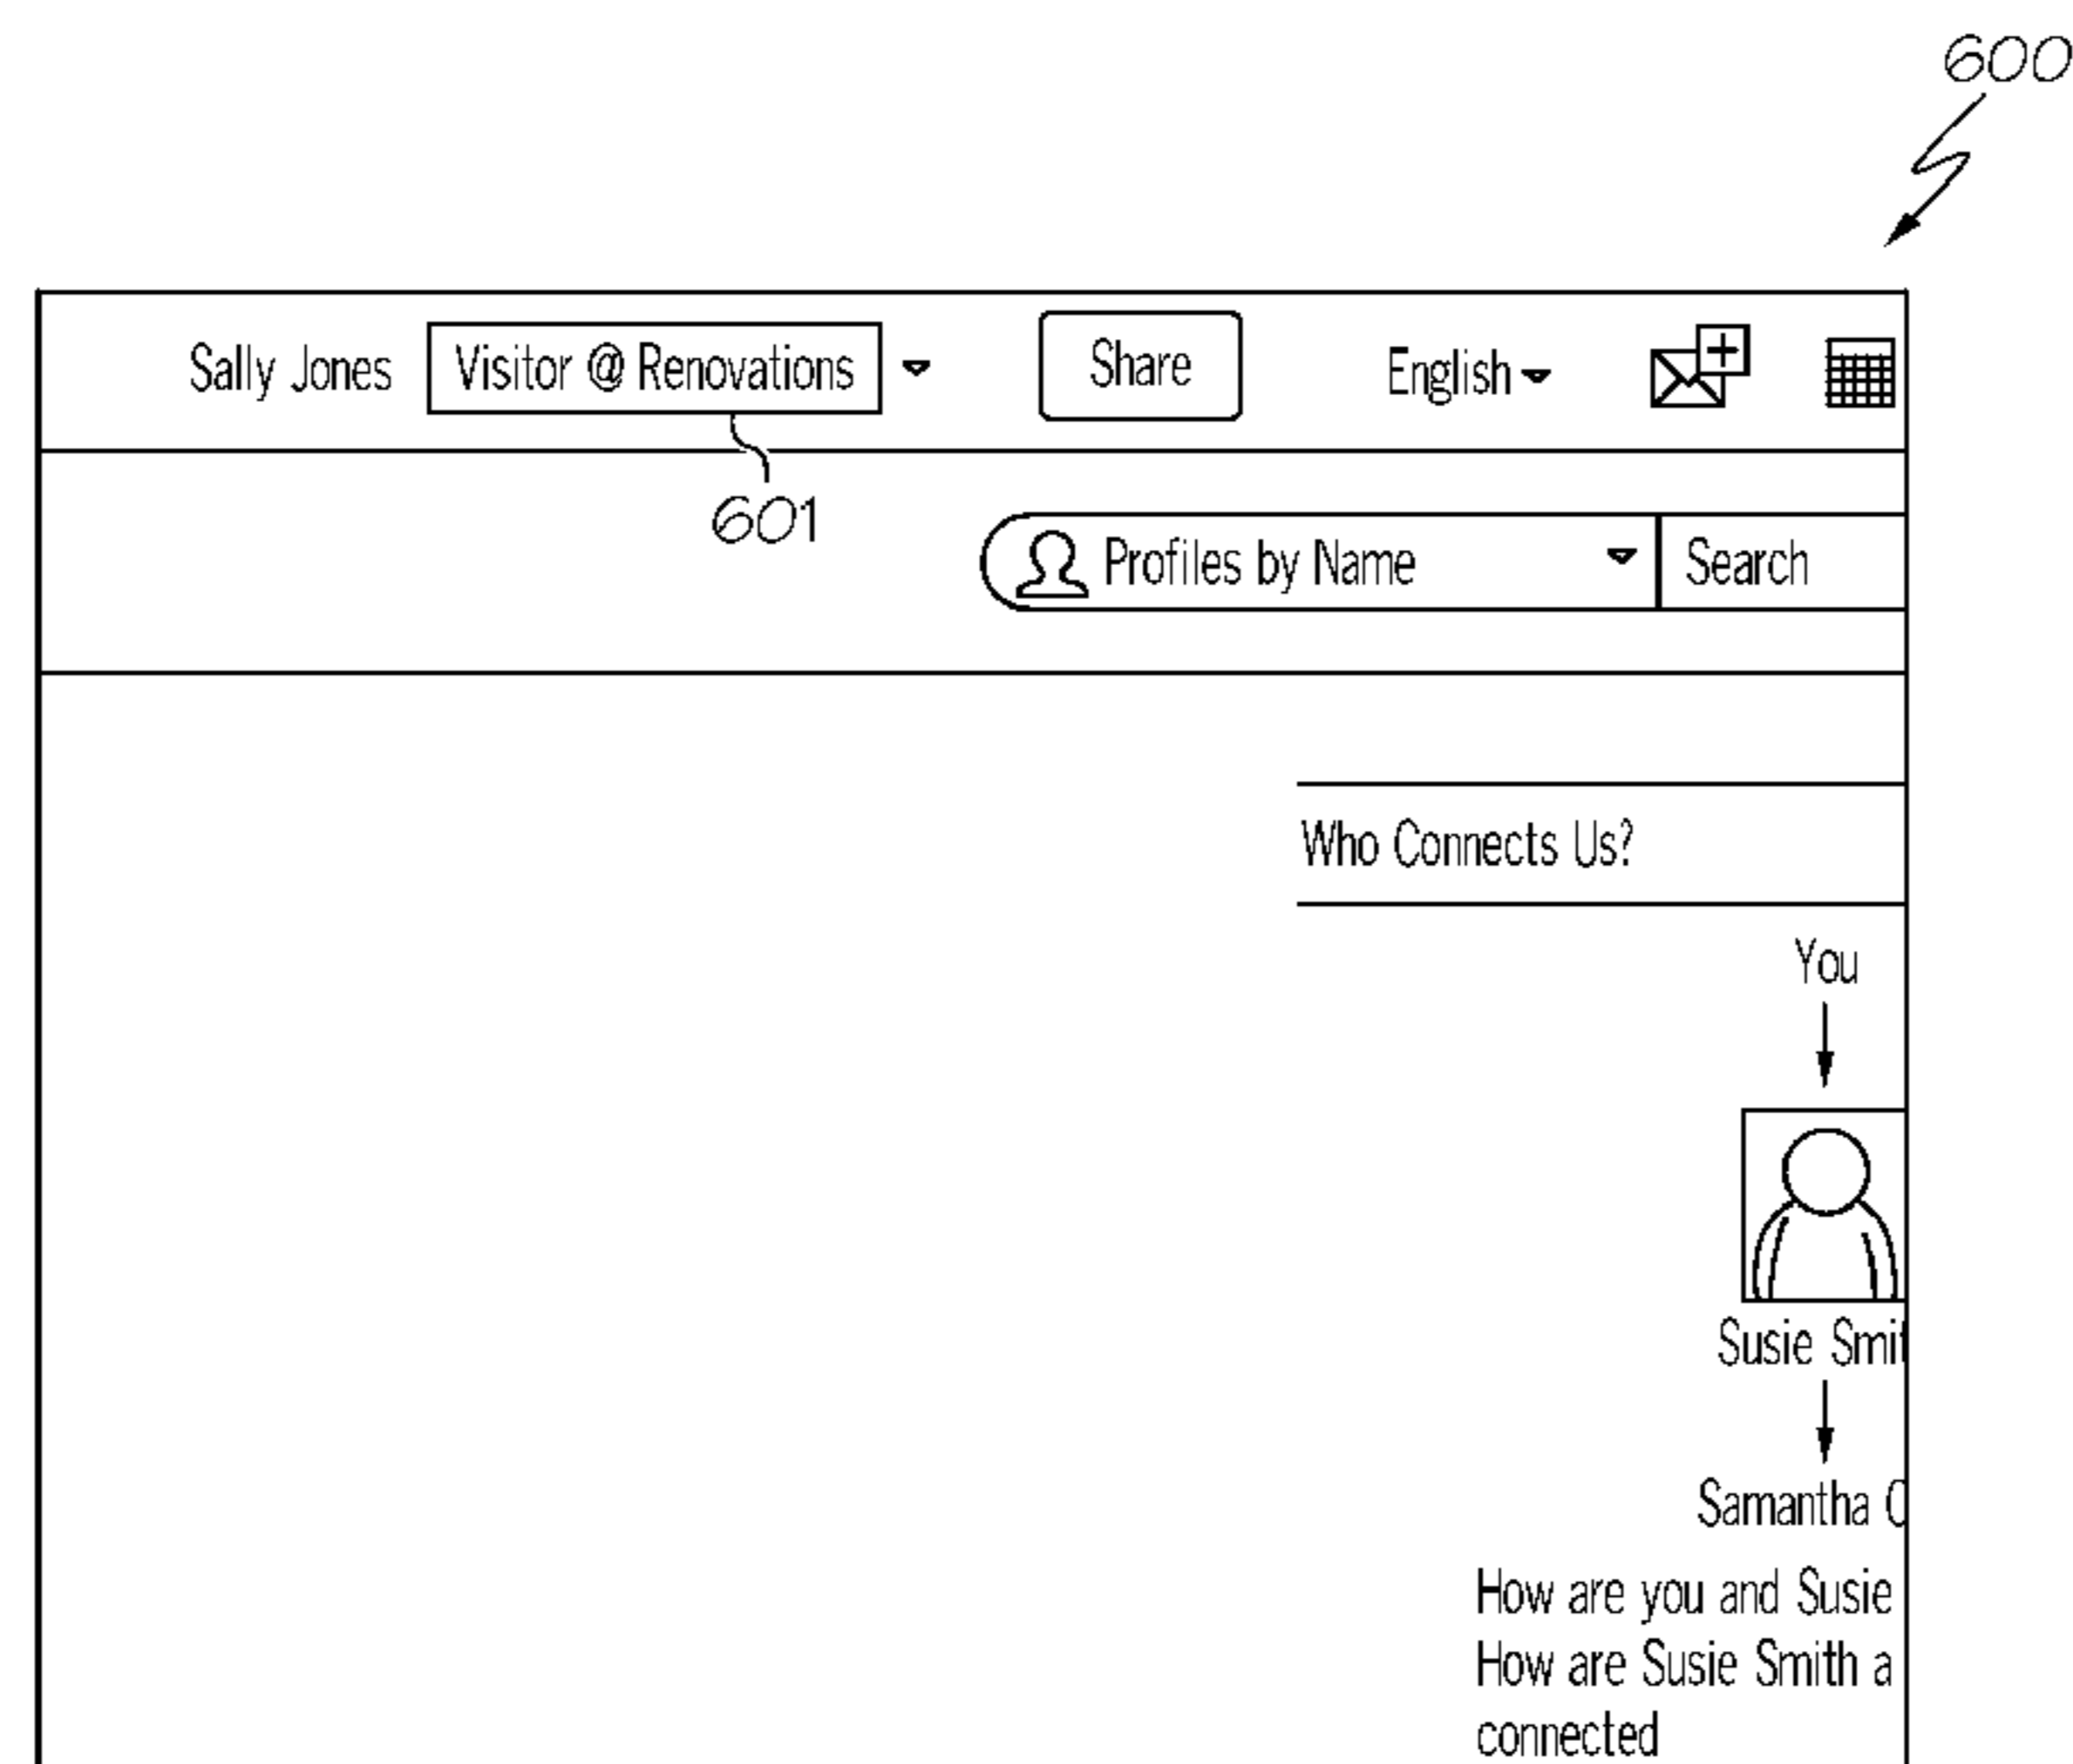 600
Sally Jones Visitor @ Renovations Share English
601
Profiles by Name Search
Who Connects Us?
You
Susie Smi
Samantha
How are you and Susie
How are Susie Smith a
connected